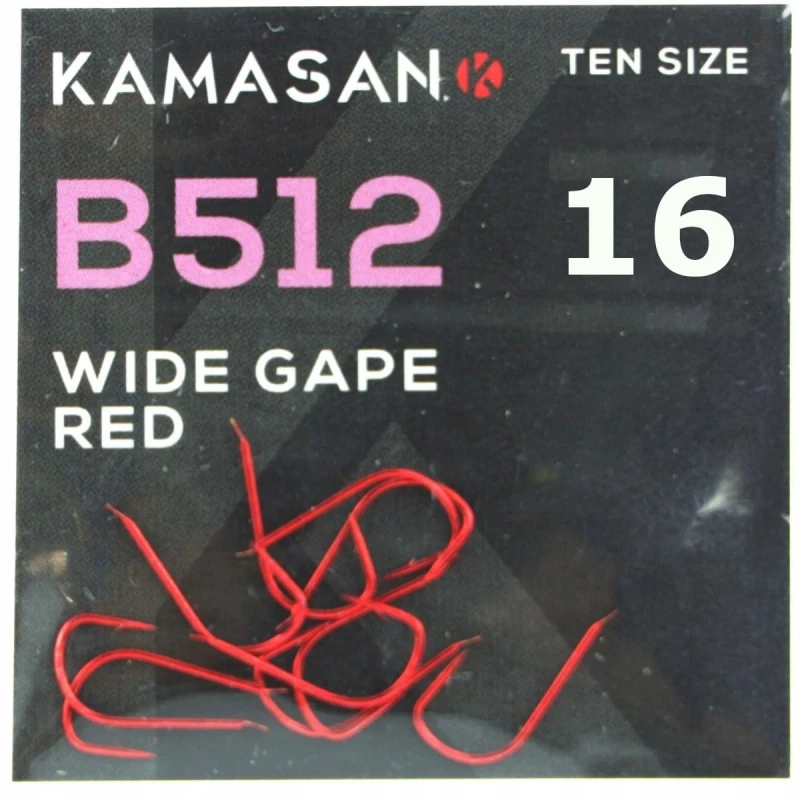 KAMASAN
TEN SIZE
B512
16
WIDE GAPE
RED